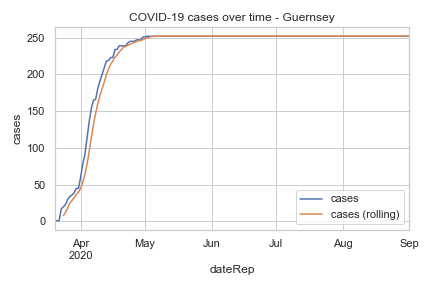 COVID-19 cases over time - Guernsey
250
200
150
100
50
0
cases
cases
cases (rolling)
Apr
2020
May
Jun
Jul
Aug
Sep
dateRep